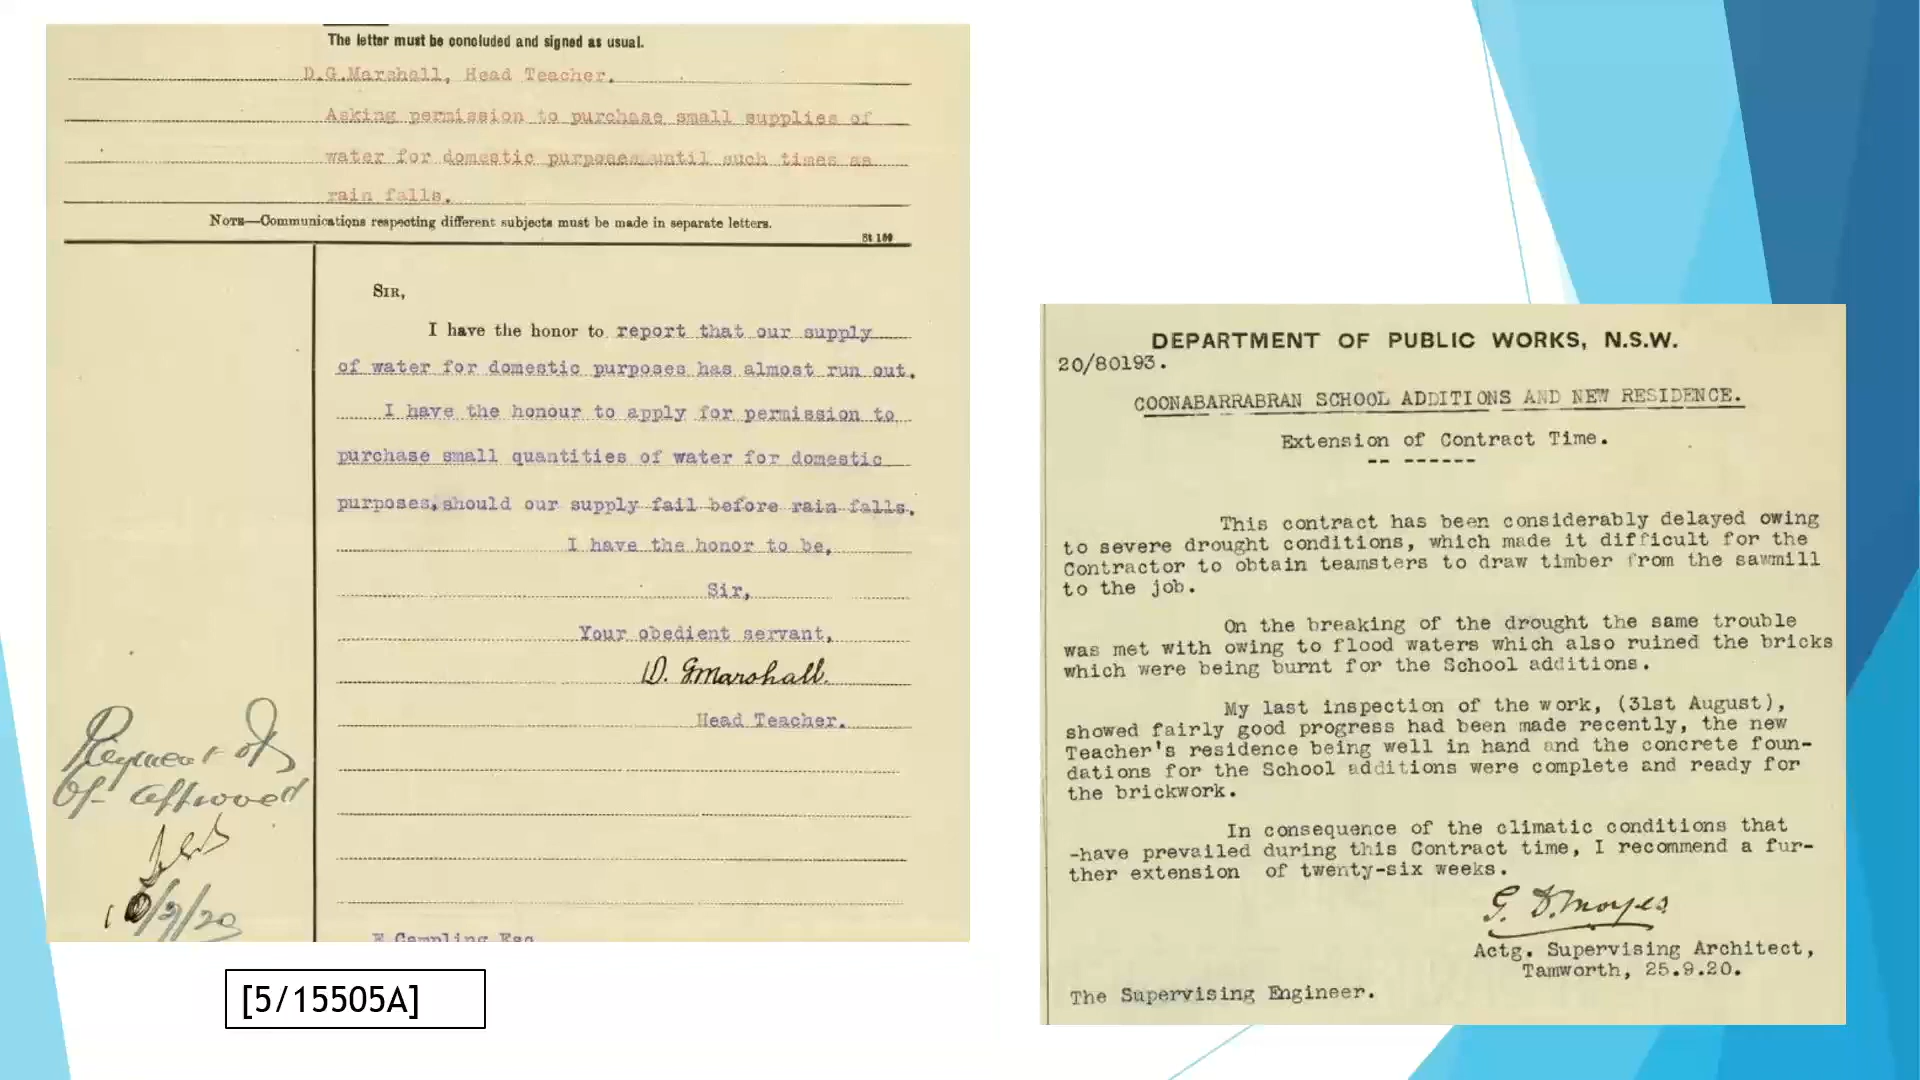 The letter must be concluded and signed as usual.
D.G.Marshall, Head Teacher.
Asking permission to purchase small supplies of
water for domestic purposes until such times as
rain falls.
NOTE—Communications respecting different subjects must be made in separate letters.
St 160
SIR,
I have the honor to report that our supply
of water for domestic purposes has almost run out.
I have the honour to apply for permission to
purchase small quantities of water for domestic
purposes,should our supply fail before rain falls.
I have the honor to be,
Sir,
Your obedient servant,
D. G Marshall.
Head Teacher.
approved
E Campling Esq
[5/15505A]
DEPARTMENT OF PUBLIC WORKS, N.S.W.
20/80193.
COONABARRABRAN SCHOOL ADDITIONS AND NEW RESIDENCE.
Extension of Contract Time.
-- ------
This contract has been considerably delayed owing
to severe drought conditions, which made it difficult for the
Contractor to obtain teamsters to draw timber from the sawmill
to the job.
On the breaking of the drought the same trouble
was met with owing to flood waters which also ruined the bricks
which were being burnt for the School additions.
My last inspection of the work, (31st August),
showed fairly good progress had been made recently, the new
Teacher's residence being well in hand and the concrete foun-
dations for the School additions were complete and ready for
the brickwork.
In consequence of the climatic conditions that
-have prevailed during this Contract time, I recommend a fur-
ther extension of twenty-six weeks.
G. D. Moyes
Actg. Supervising Architect,
Tamworth, 25.9.20.
The Supervising Engineer.